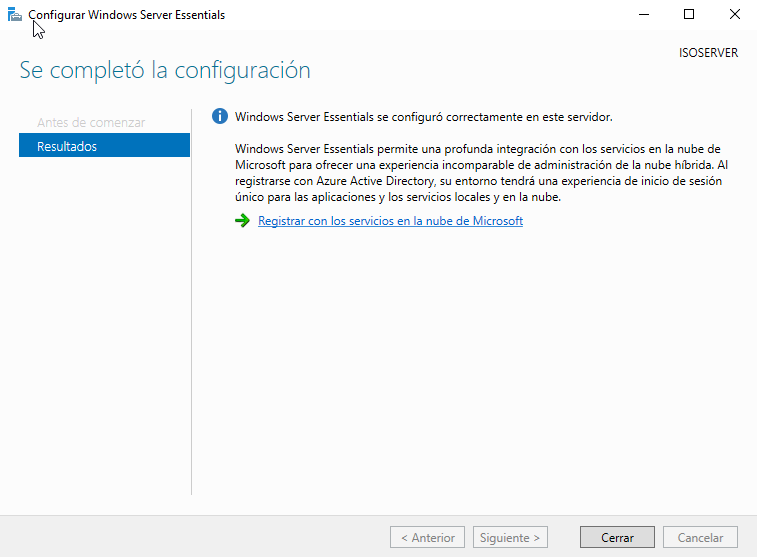 Configurar Windows Server Essentials
ISOSERVER
Se completó la configuración
Antes de comenzar
Resultados
Windows Server Essentials se configuró correctamente en este servidor.
Windows Server Essentials permite una profunda integración con los servicios en la nube de
Microsoft para ofrecer una experiencia incomparable de administración de la nube híbrida. Al
registrarse con Azure Active Directory, su entorno tendrá una experiencia de inicio de sesión
único para las aplicaciones y los servicios locales y en la nube.
Registrar con los servicios en la nube de Microsoft
< Anterior
Siguiente >
Cerrar
Cancelar